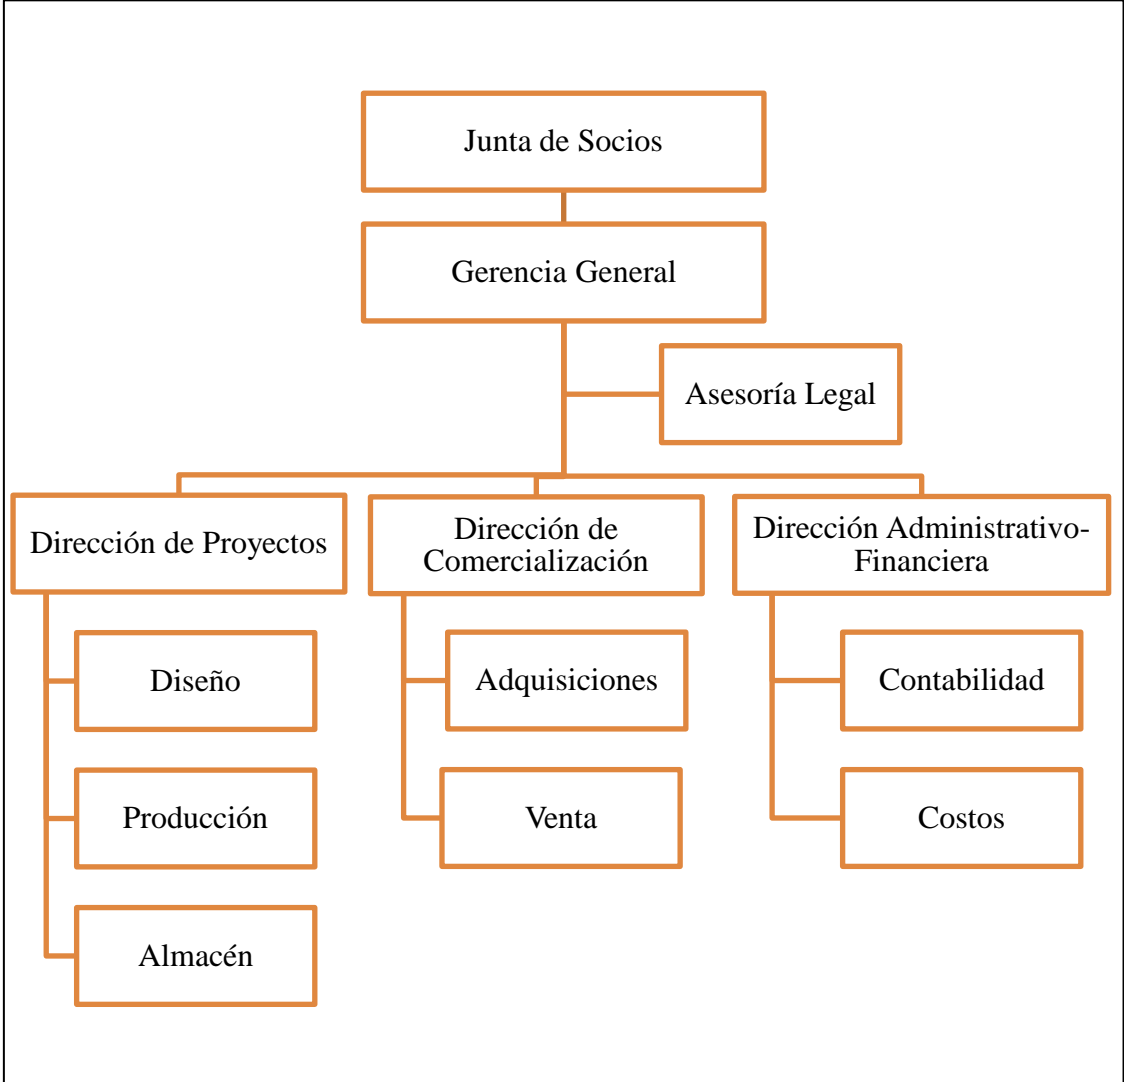 Junta de Socios
Gerencia General
Asesoría Legal
Dirección de Proyectos
Diseño
Producción
Almacén
Dirección de
Comercialización
Adquisiciones
Venta
Dirección Administrativo-
Financiera
Contabilidad
Costos